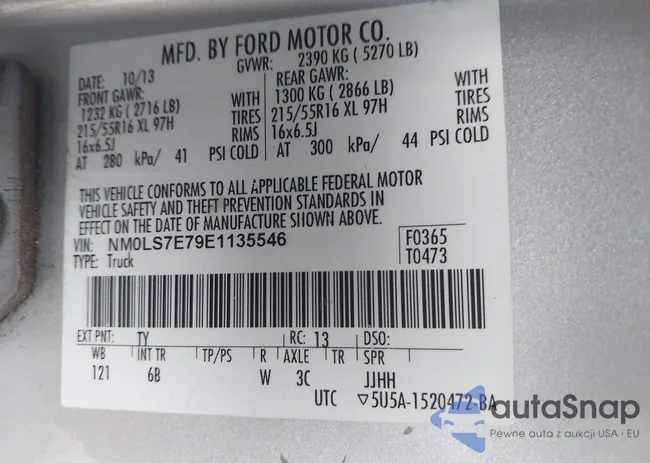 MFD. BY FORD MOTOR CO.
DATE: 10/13 GVWR: 2390 KG ( 5270 LB)
FRONT GAWR: REAR GAWR:
1232 KG ( 2716 LB) WITH 1300 KG ( 2866 LB) WITH
215/55R16 XL 97H TIRES 215/55R16 XL 97H TIRES
16x6.5J RIMS 16x6.5J RIMS
AT 280 kPa/ 41 PSI COLD AT 300 kPa/ 44 PSI COLD
THIS VEHICLE CONFORMS TO ALL APPLICABLE FEDERAL MOTOR
VEHICLE SAFETY AND THEFT PREVENTION STANDARDS IN
EFFECT ON THE DATE OF MANUFACTURE SHOWN ABOVE.
VIN: NM0LS7E79E1135546 F0365
TYPE: Truck T0473
EXT PNT: TY RC: 13 DSO:
WB INT TR TP/PS R AXLE TR SPR
121 6B W 3C JJHH
UTC ▽5U5A-1520472-BA
autoSnap
Pewne auta z aukcji USA i EU